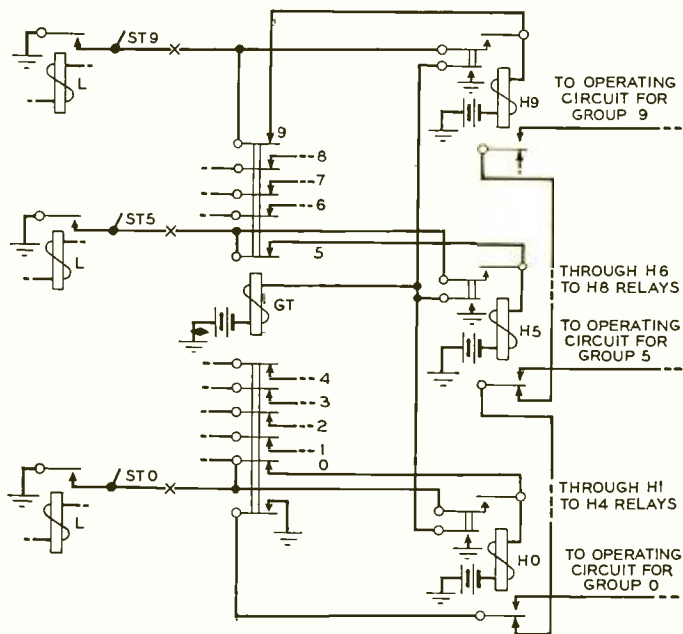 ST9
L
H9
TO OPERATING
CIRCUIT FOR
GROUP 9
9
8
7
6
ST5
L
5
GT
H5
THROUGH H6
TO H8 RELAYS
TO OPERATING
CIRCUIT FOR
GROUP 5
4
3
2
1
0
ST0
L
H0
THROUGH H1
TO H4 RELAYS
TO OPERATING
CIRCUIT FOR
GROUP 0